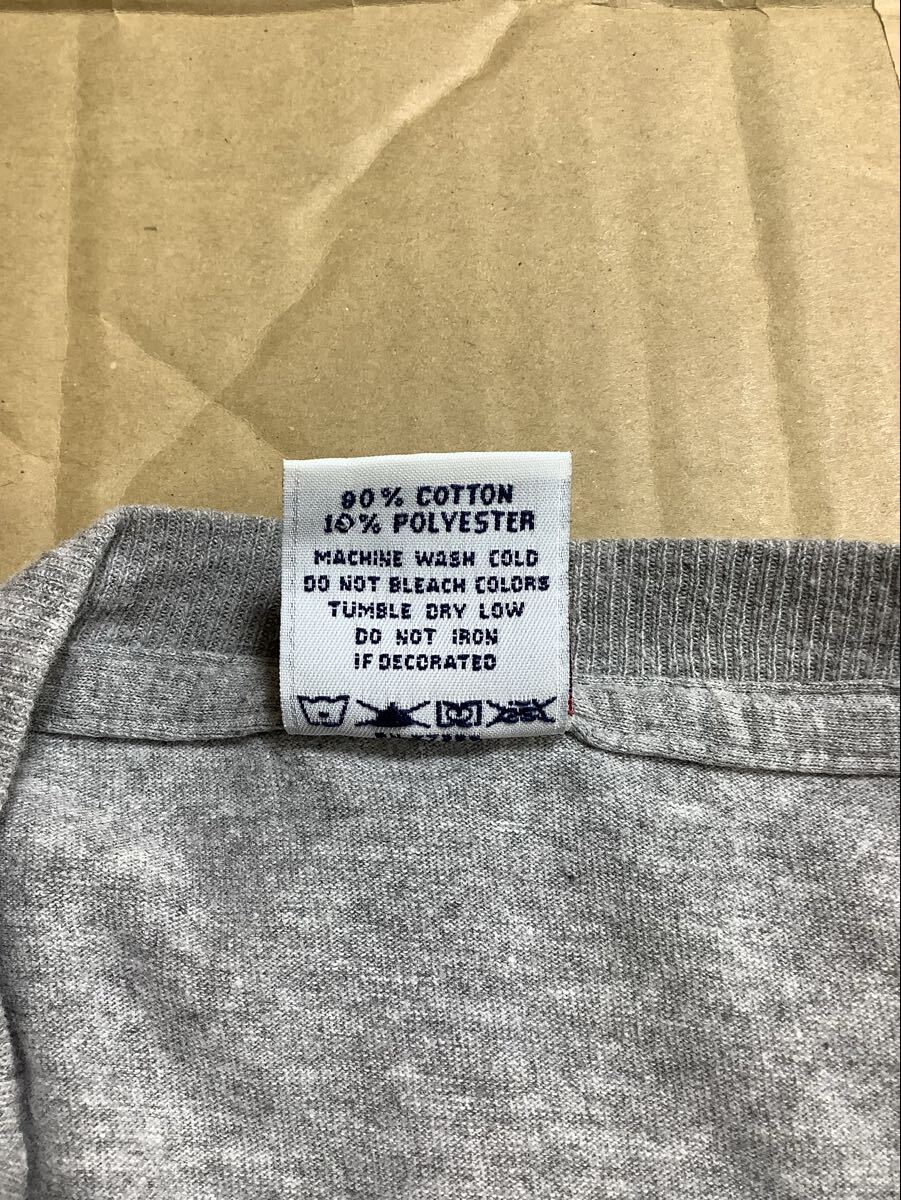 90% COTTON
10% POLYESTER
MACHINE WASH COLD
DO NOT BLEACH COLORS
TUMBLE DRY LOW
DO NOT IRON
IF DECORATED